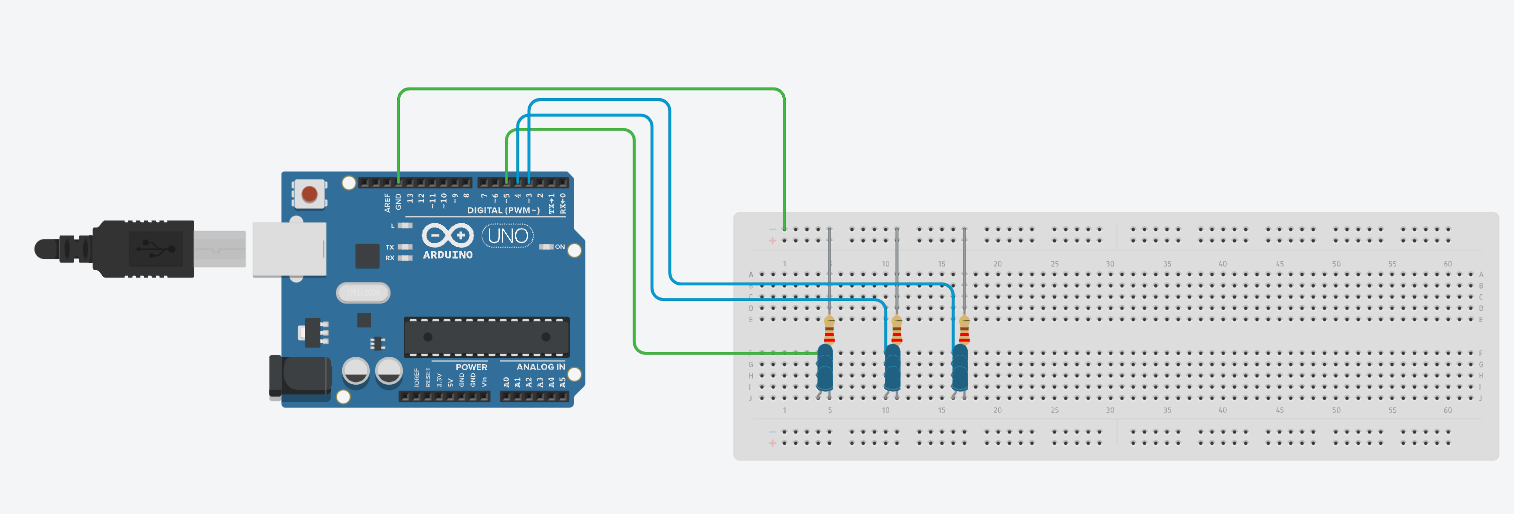 AREF
GND
13
12
~11
~10
~9
8
7
~6
~5
4
~3
2
TX→1
RX←0
DIGITAL (PWM~)
L
TX
RX
ARDUINO
UNO
ON
POWER
ANALOG IN
IOREF
RESET
3.3V
5V
GND
GND
Vin
A0
A1
A2
A3
A4
A5
−
+
1 5 10 15 20 25 30 35 40 45 50 55 60
A A
B B
C C
D D
E E
F F
G G
H H
I I
J J
1 5 10 15 20 25 30 35 40 45 50 55 60
−
+